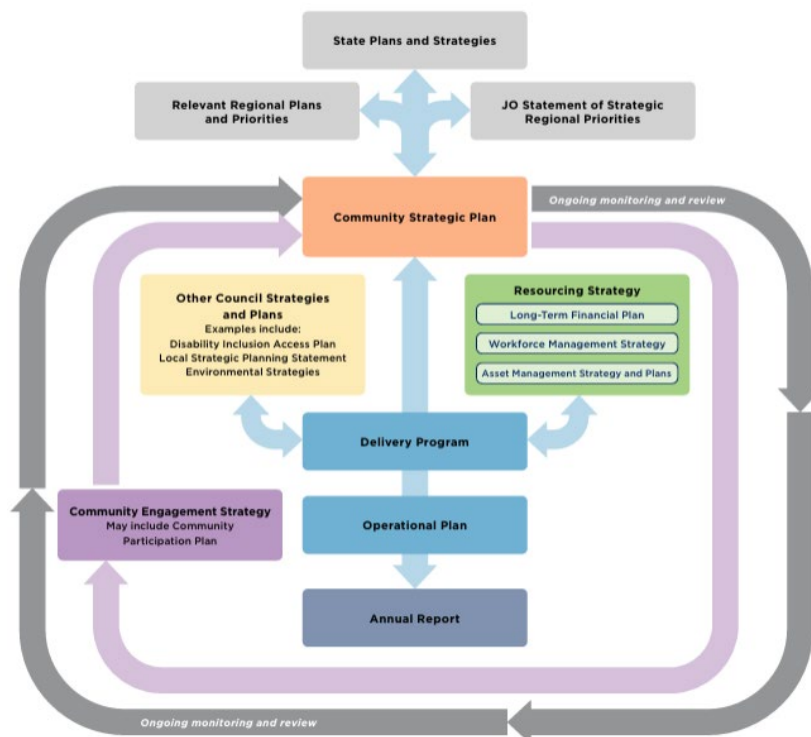 State Plans and Strategies
Relevant Regional Plans
and Priorities
JO Statement of Strategic
Regional Priorities
Community Strategic Plan
Ongoing monitoring and review
Other Council Strategies
and Plans
Examples include:
Disability Inclusion Access Plan
Local Strategic Planning Statement
Environmental Strategies
Resourcing Strategy
Long-Term Financial Plan
Workforce Management Strategy
Asset Management Strategy and Plans
Delivery Program
Community Engagement Strategy
May include Community
Participation Plan
Operational Plan
Annual Report
Ongoing monitoring and review